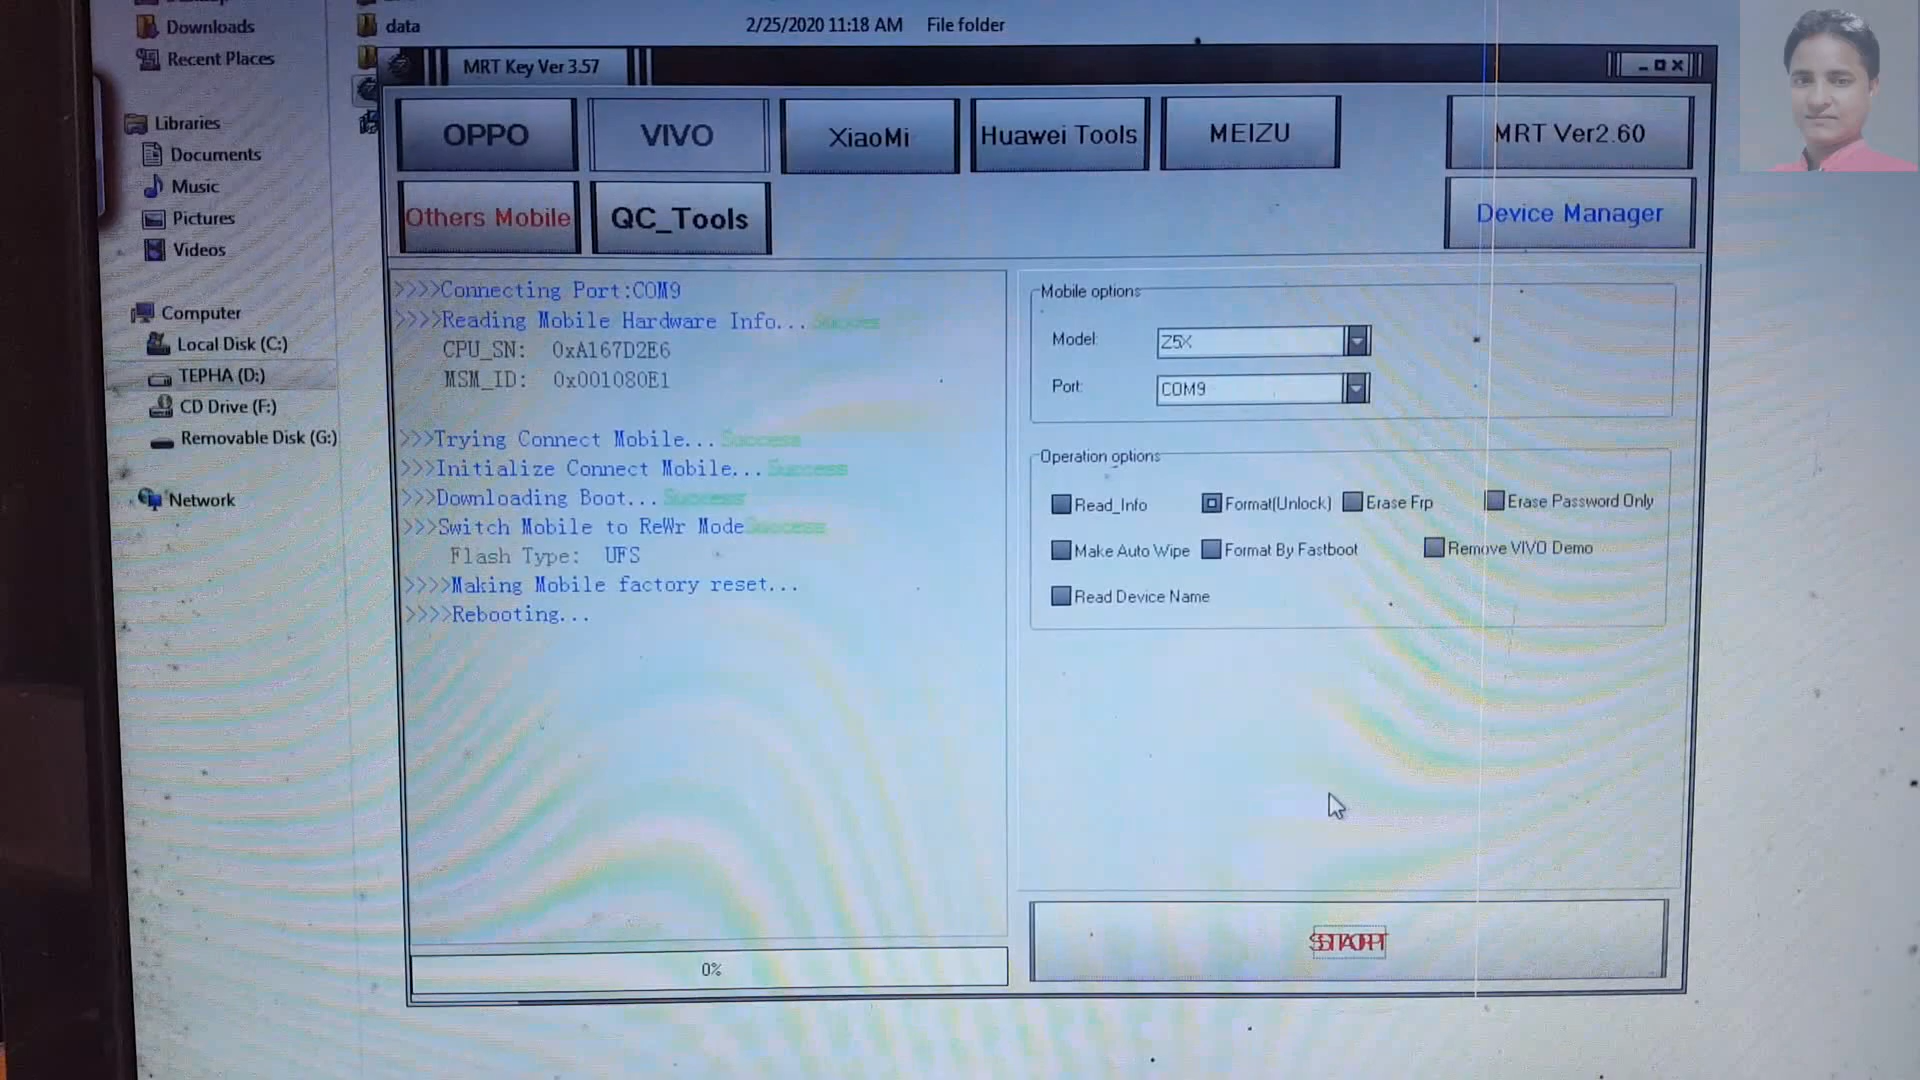 Downloads
data 2/25/2020 11:18 AM File folder
Recent Places
Libraries
Documents
Music
Pictures
Videos
Computer
Local Disk (C:)
TEPHA (D:)
CD Drive (F:)
Removable Disk (G:)
Network
MRT Key Ver 3.57
OPPO VIVO XiaoMi Huawei Tools MEIZU MRT Ver2.60
Others Mobile QC_Tools Device Manager
>>>>Connecting Port:COM9
>>>>Reading Mobile Hardware Info... Succes
CPU_SN: 0xA167D2E6
MSM_ID: 0x001080E1
>>>Trying Connect Mobile... Success
>>>Initialize Connect Mobile... Success
>>>Downloading Boot... Success
>>>Switch Mobile to ReWr Mode Success
Flash Type: UFS
>>>>Making Mobile factory reset...
>>>>Rebooting...
0%
Mobile options
Model: Z5X
Port: COM9
Operation options
Read_Info Format(Unlock) Erase Frp Erase Password Only
Make Auto Wipe Format By Fastboot Remove VIVO Demo
Read Device Name